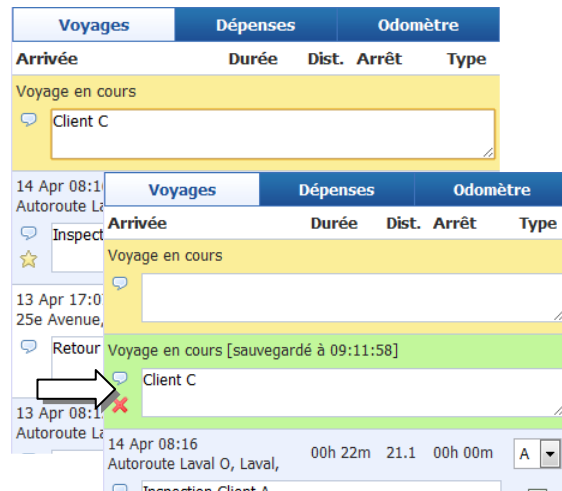 Voyages Dépenses Odomètre
Arrivée Durée Dist. Arrêt Type
Voyage en cours
Client C
14 Apr 08:1
Autoroute La
Inspect
13 Apr 17:0
25e Avenue,
Retour
13 Apr 08:1
Autoroute La
Voyages Dépenses Odomètre
Arrivée Durée Dist. Arrêt Type
Voyage en cours
Voyage en cours [sauvegardé à 09:11:58]
Client C
14 Apr 08:16 00h 22m 21.1 00h 00m A
Autoroute Laval O, Laval,
Inspection Client A